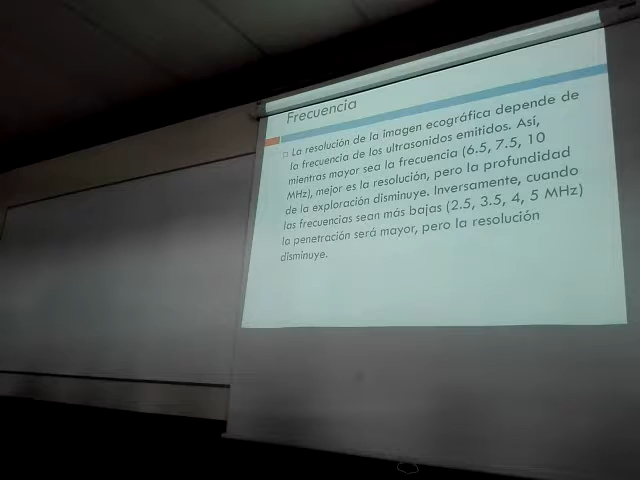 Frecuencia
La resolución de la imagen ecográfica depende de
la frecuencia de los ultrasonidos emitidos. Así,
mientras mayor sea la frecuencia (6.5, 7.5, 10
MHz), mejor es la resolución, pero la profundidad
de la exploración disminuye. Inversamente, cuando
las frecuencias sean más bajas (2.5, 3.5, 4, 5 MHz)
la penetración será mayor, pero la resolución
disminuye.